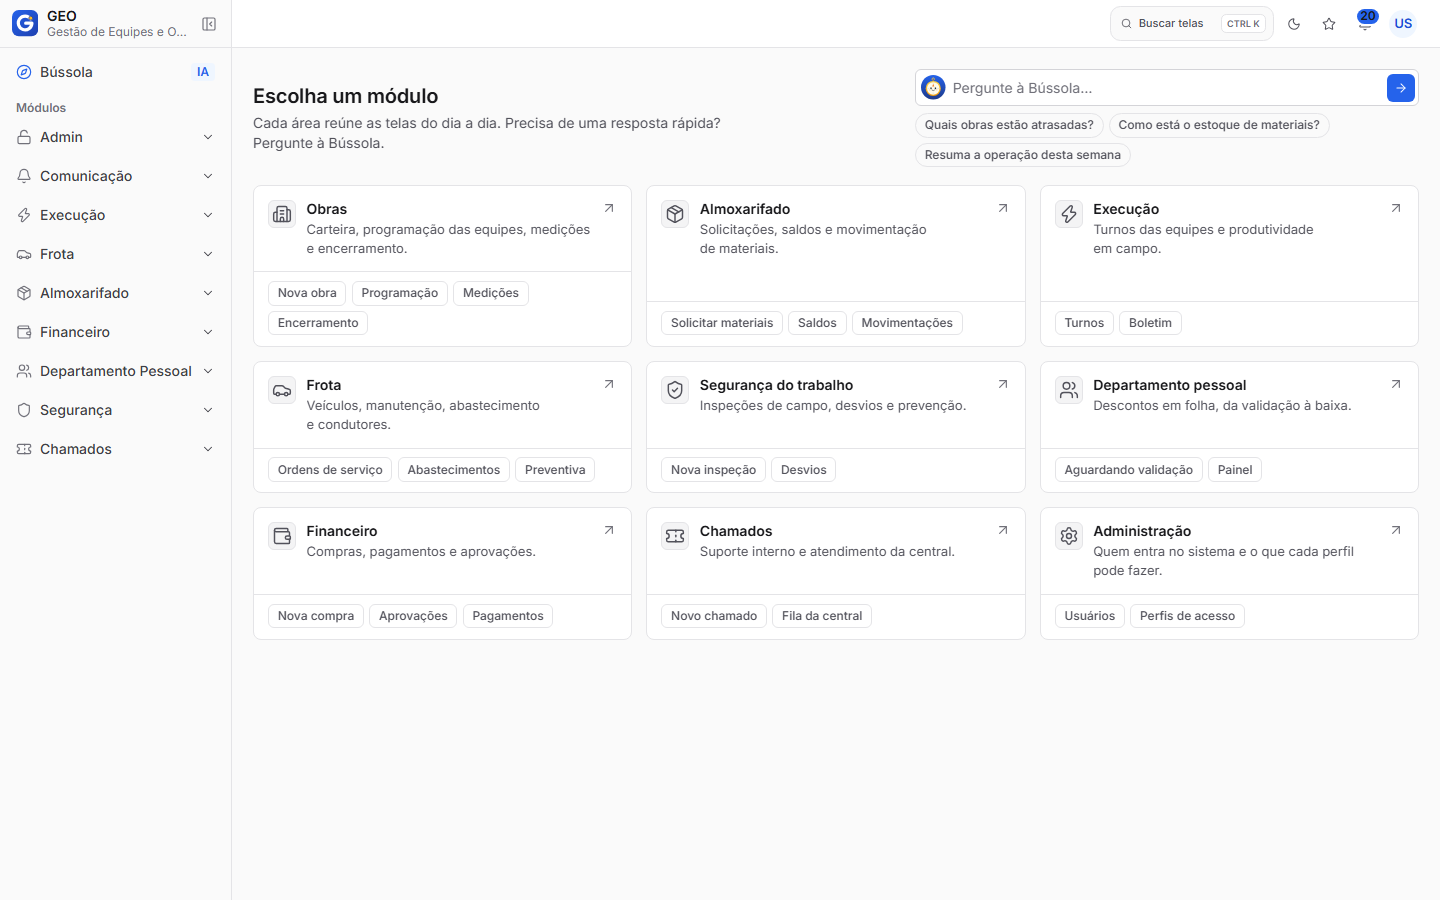 GEO
Gestão de Equipes e O...
Buscar telas
CTRL K
20
US
Bússola
IA
Módulos
Admin
Comunicação
Execução
Frota
Almoxarifado
Financeiro
Departamento Pessoal
Segurança
Chamados
Escolha um módulo
Cada área reúne as telas do dia a dia. Precisa de uma resposta rápida?
Pergunte à Bússola.
Pergunte à Bússola...
Quais obras estão atrasadas?
Como está o estoque de materiais?
Resuma a operação desta semana
Obras
Carteira, programação das equipes, medições
e encerramento.
Nova obra
Programação
Medições
Encerramento
Almoxarifado
Solicitações, saldos e movimentação
de materiais.
Solicitar materiais
Saldos
Movimentações
Execução
Turnos das equipes e produtividade
em campo.
Turnos
Boletim
Frota
Veículos, manutenção, abastecimento
e condutores.
Ordens de serviço
Abastecimentos
Preventiva
Segurança do trabalho
Inspeções de campo, desvios e prevenção.
Nova inspeção
Desvios
Departamento pessoal
Descontos em folha, da validação à baixa.
Aguardando validação
Painel
Financeiro
Compras, pagamentos e aprovações.
Nova compra
Aprovações
Pagamentos
Chamados
Suporte interno e atendimento da central.
Novo chamado
Fila da central
Administração
Quem entra no sistema e o que cada perfil
pode fazer.
Usuários
Perfis de acesso